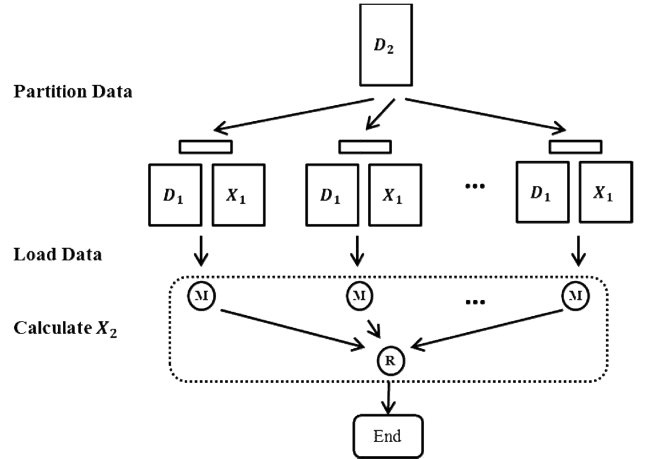 D₂
Partition Data
D₁ X₁ D₁ X₁ ... D₁ X₁
Load Data
M M ... M
Calculate X₂
R
End